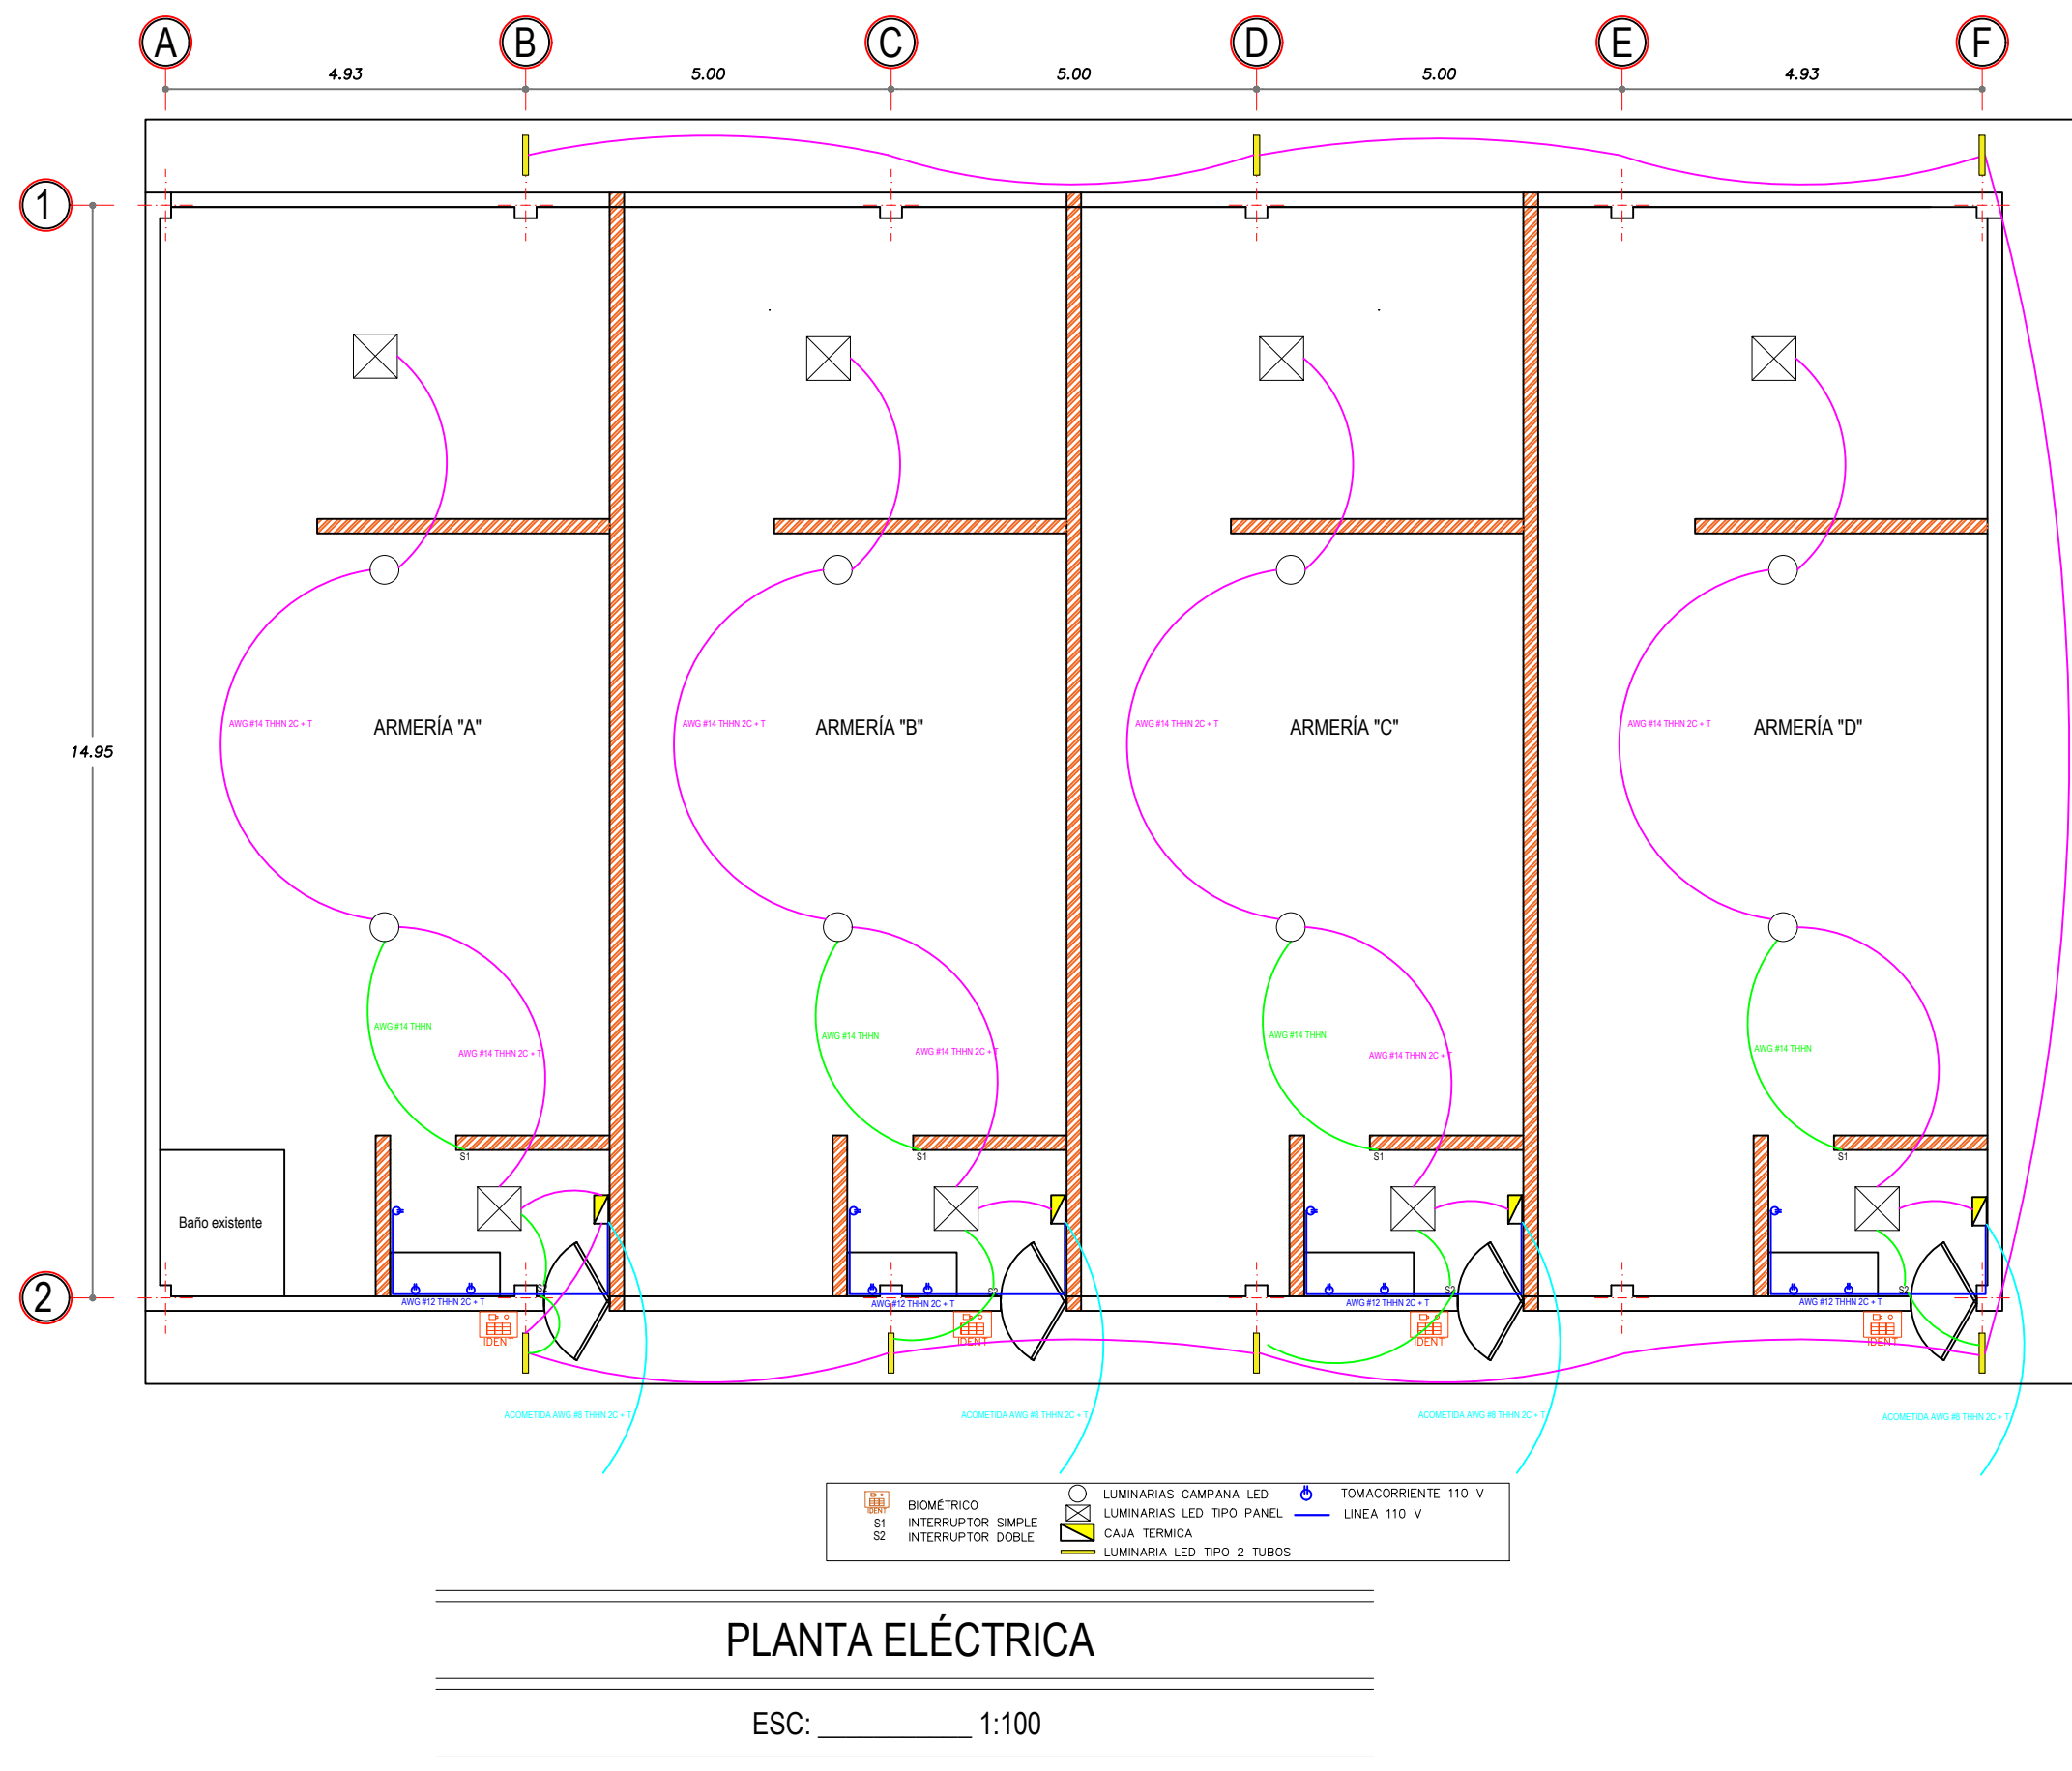 A B C D E F
4.93 5.00 5.00 5.00 4.93
1
14.95
AWG #14 THHN 2C + T AWG #14 THHN 2C + T AWG #14 THHN 2C + T AWG #14 THHN 2C + T
ARMERÍA "A" ARMERÍA "B" ARMERÍA "C" ARMERÍA "D"
AWG #14 THHN AWG #14 THHN AWG #14 THHN AWG #14 THHN
AWG #14 THHN 2C + T AWG #14 THHN 2C + T AWG #14 THHN 2C + T
S1 S1 S1 S1
Baño existente
S2 S2 S2 S2
2
AWG #12 THHN 2C + T AWG #12 THHN 2C + T AWG #12 THHN 2C + T AWG #12 THHN 2C + T
IDENT IDENT IDENT IDENT
ACOMETIDA AWG #8 THHN 2C + T ACOMETIDA AWG #8 THHN 2C + T ACOMETIDA AWG #8 THHN 2C + T ACOMETIDA AWG #8 THHN 2C + T
IDENT BIOMÉTRICO
S1 INTERRUPTOR SIMPLE
S2 INTERRUPTOR DOBLE
LUMINARIAS CAMPANA LED
LUMINARIAS LED TIPO PANEL
CAJA TERMICA
LUMINARIA LED TIPO 2 TUBOS
TOMACORRIENTE 110 V
LINEA 110 V
PLANTA ELÉCTRICA
ESC: ___________ 1:100